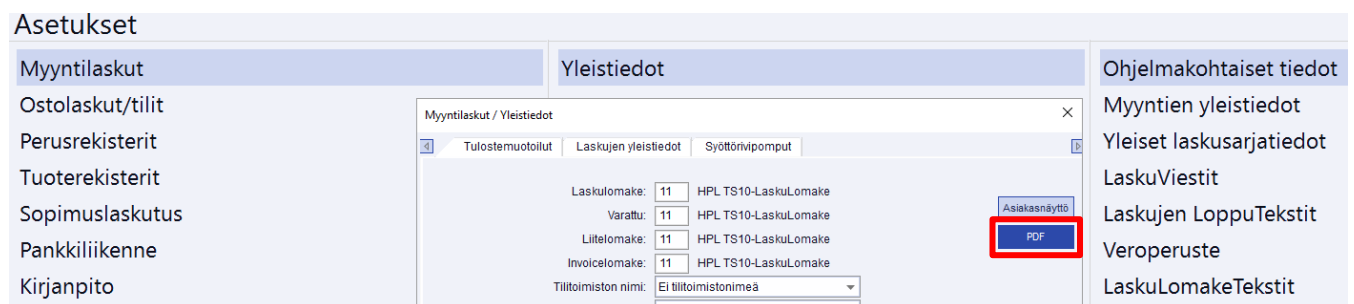 Asetukset
Myyntilaskut
Ostolaskut/tilit
Perusrekisterit
Tuoterekisterit
Sopimuslaskutus
Pankkiliikenne
Kirjanpito
Yleistiedot
Myyntilaskut / Yleistiedot
Tulostemuotoilut Laskujen yleistiedot Syöttörivipomput
Laskulomake: 11 HPL TS10-LaskuLomake
Varattu: 11 HPL TS10-LaskuLomake
Liitelomake: 11 HPL TS10-LaskuLomake
Invoicelomake: 11 HPL TS10-LaskuLomake
Tilitoimiston nimi: Ei tilitoimistonimeä
Asiakasnäyttö
PDF
Ohjelmakohtaiset tiedot
Myyntien yleistiedot
Yleiset laskusarjatiedot
LaskuViestit
Laskujen LoppuTekstit
Veroperuste
LaskuLomakeTekstit